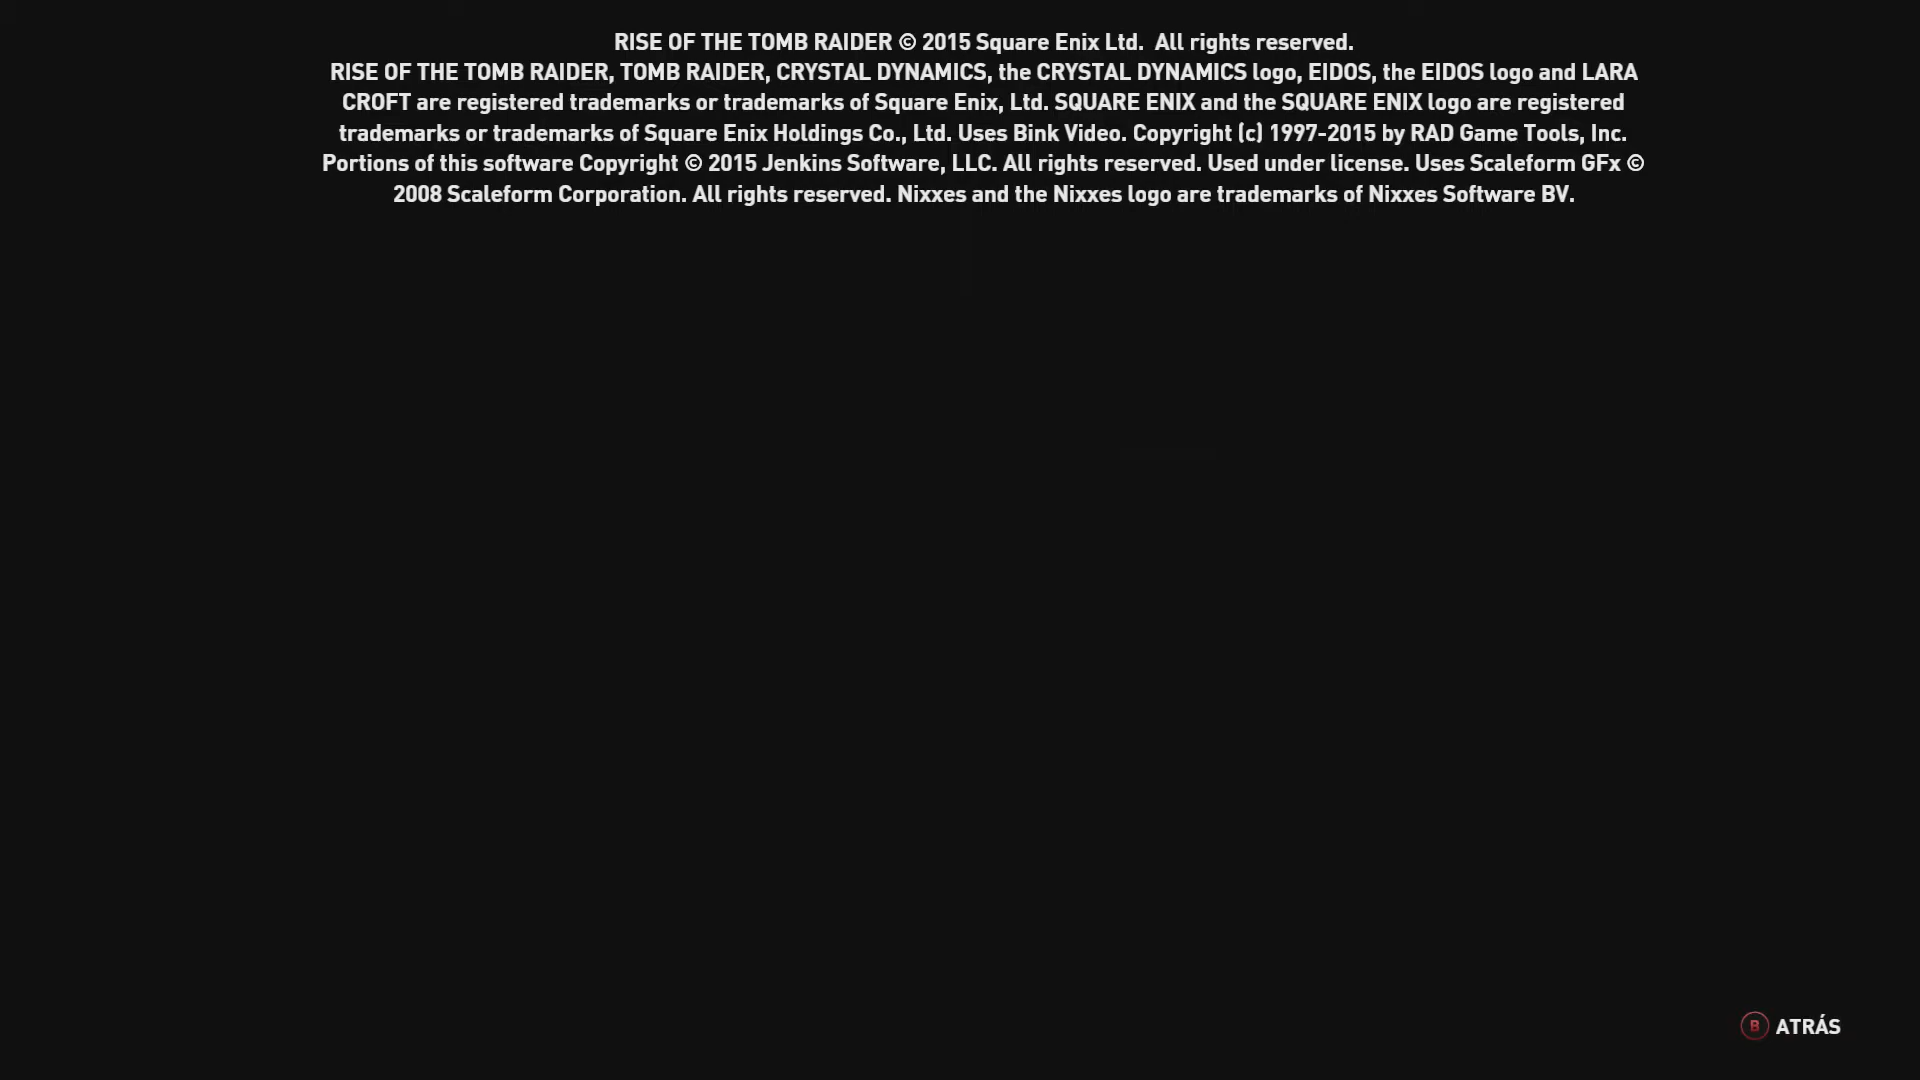 RISE OF THE TOMB RAIDER © 2015 Square Enix Ltd.  All rights reserved.
RISE OF THE TOMB RAIDER, TOMB RAIDER, CRYSTAL DYNAMICS, the CRYSTAL DYNAMICS logo, EIDOS, the EIDOS logo and LARA
CROFT are registered trademarks or trademarks of Square Enix, Ltd. SQUARE ENIX and the SQUARE ENIX logo are registered
trademarks or trademarks of Square Enix Holdings Co., Ltd. Uses Bink Video. Copyright (c) 1997-2015 by RAD Game Tools, Inc.
Portions of this software Copyright © 2015 Jenkins Software, LLC. All rights reserved. Used under license. Uses Scaleform GFx ©
2008 Scaleform Corporation. All rights reserved. Nixxes and the Nixxes logo are trademarks of Nixxes Software BV.
B ATRÁS